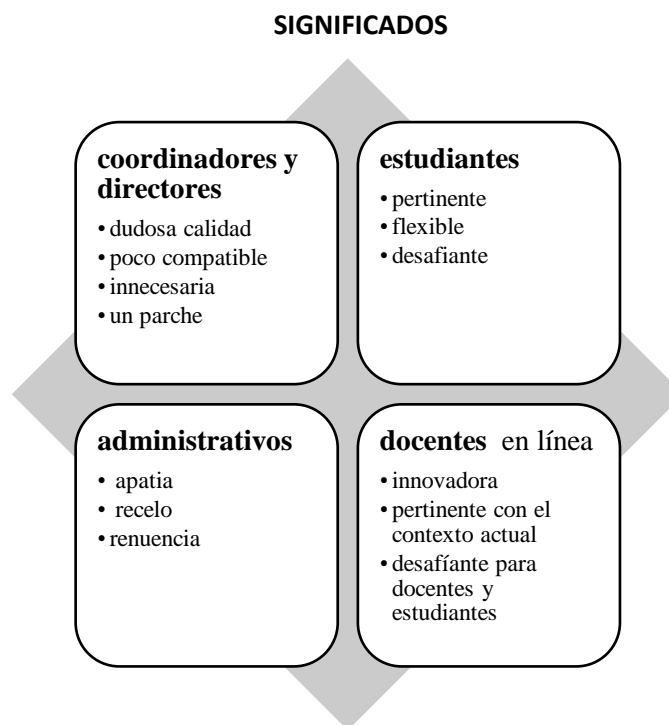 SIGNIFICADOS
coordinadores y
directores
• dudosa calidad
• poco compatible
• innecesaria
• un parche
estudiantes
• pertinente
• flexible
• desafiante
administrativos
• apatia
• recelo
• renuencia
docentes en línea
• innovadora
• pertinente con el
contexto actual
• desafíante para
docentes y
estudiantes